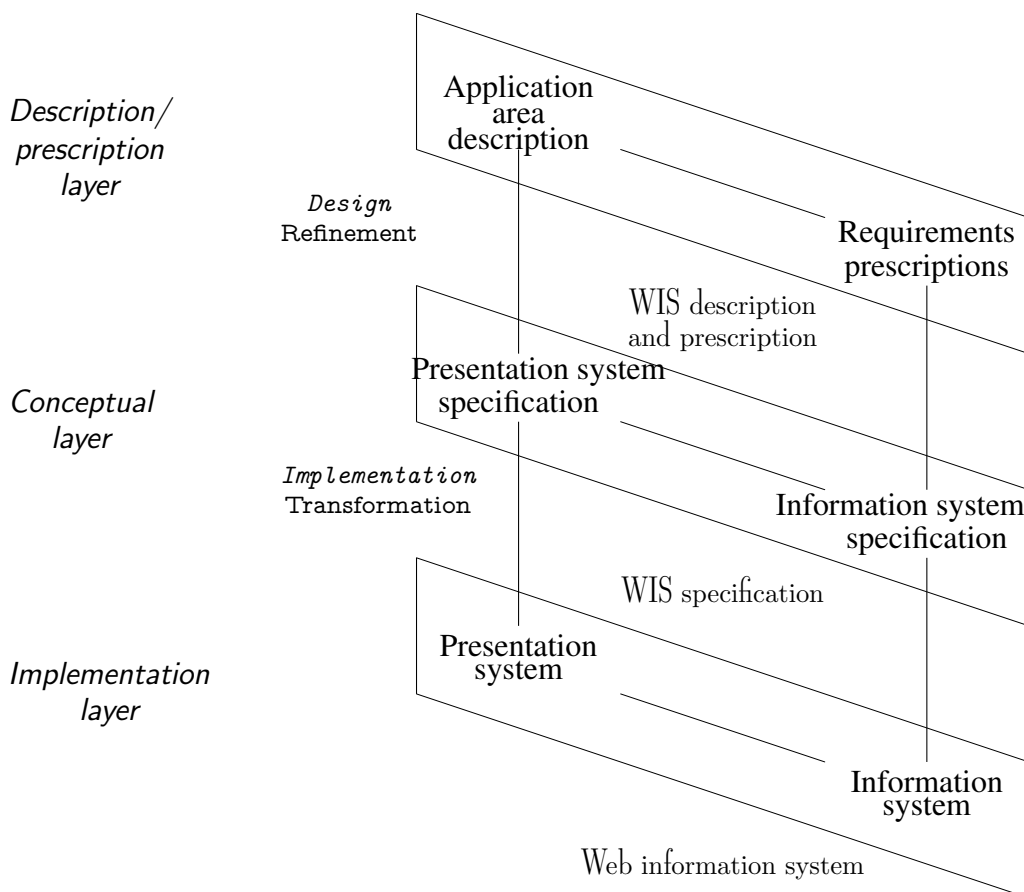 Application
area
description
Description/
prescription
layer
Design
Refinement
Requirements
prescriptions
WIS description
and prescription
Presentation system
specification
Conceptual
layer
Implementation
Transformation
Information system
specification
WIS specification
Presentation
system
Implementation
layer
Information
system
Web information system